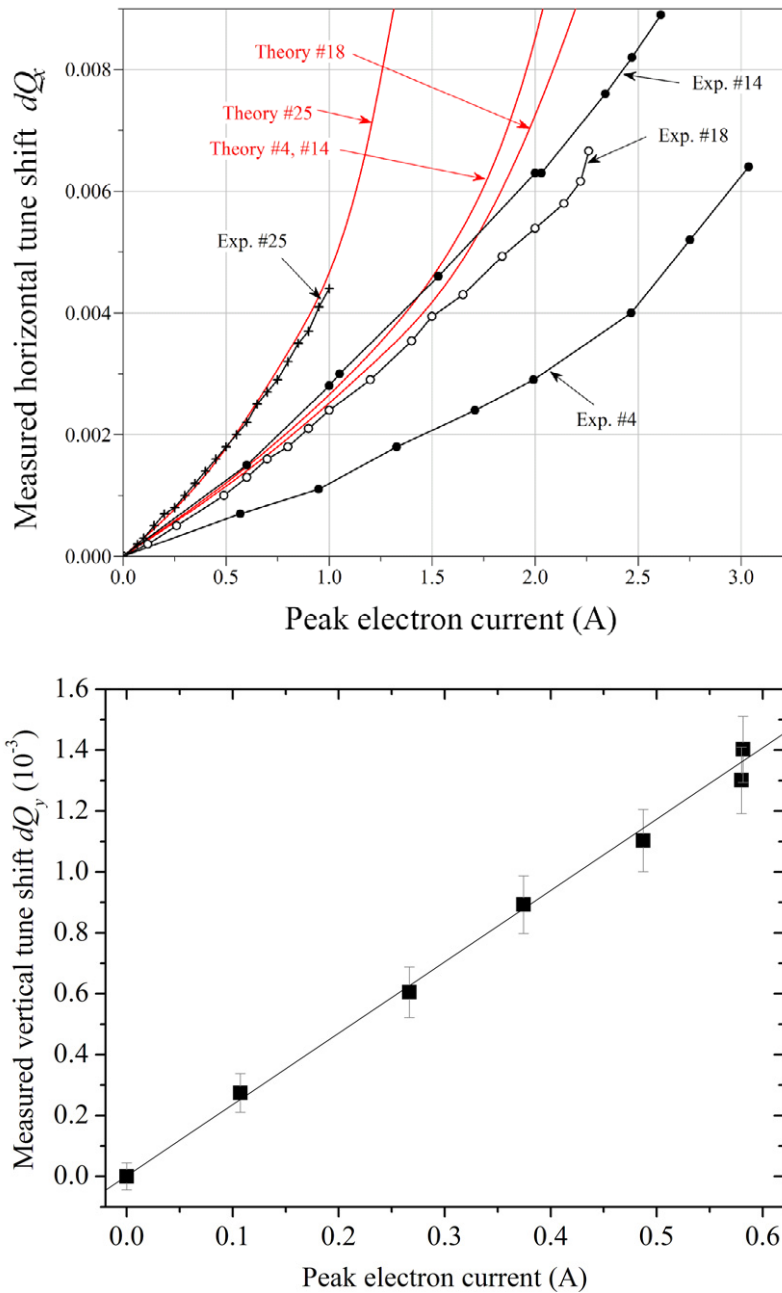 Measured horizontal tune shift dQx
0.008
0.006
0.004
0.002
0.000
Theory #18
Theory #25
Theory #4, #14
Exp. #14
Exp. #18
Exp. #25
Exp. #4
0.0 0.5 1.0 1.5 2.0 2.5 3.0
Peak electron current (A)
Measured vertical tune shift dQy (10-3)
1.6
1.4
1.2
1.0
0.8
0.6
0.4
0.2
0.0
0.0 0.1 0.2 0.3 0.4 0.5 0.6
Peak electron current (A)